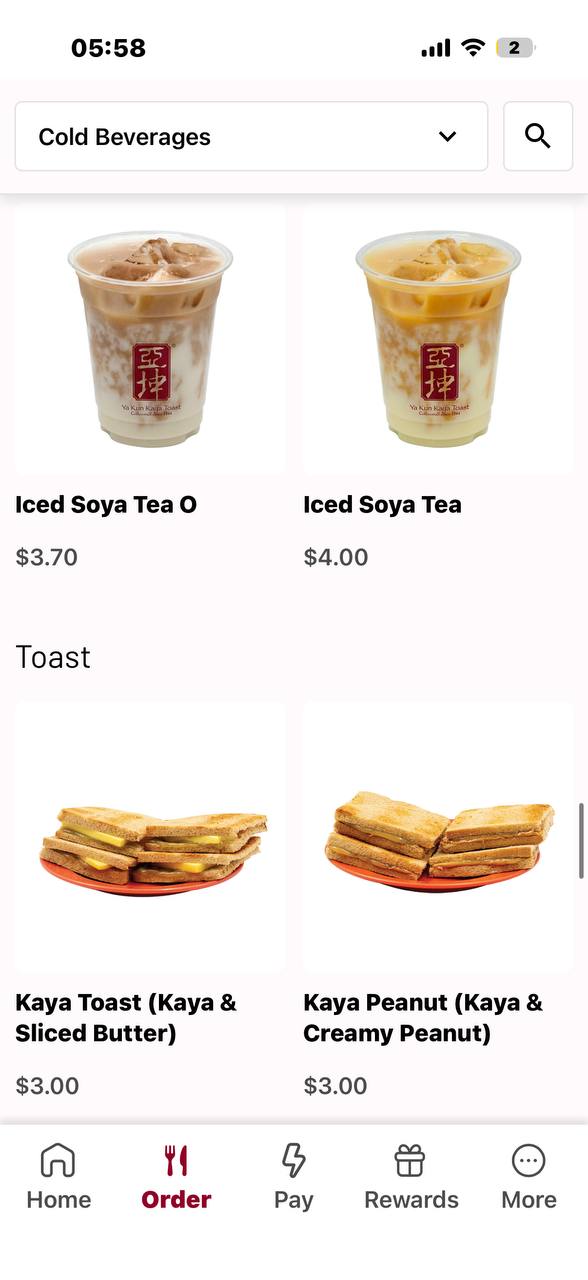 05:58
2
Cold Beverages
亞坤
Ya Kun Kaya Toast
亞坤
Ya Kun Kaya Toast
Iced Soya Tea O
Iced Soya Tea
$3.70
$4.00
Toast
Kaya Toast (Kaya &
Sliced Butter)
Kaya Peanut (Kaya &
Creamy Peanut)
$3.00
$3.00
Home
Order
Pay
Rewards
More